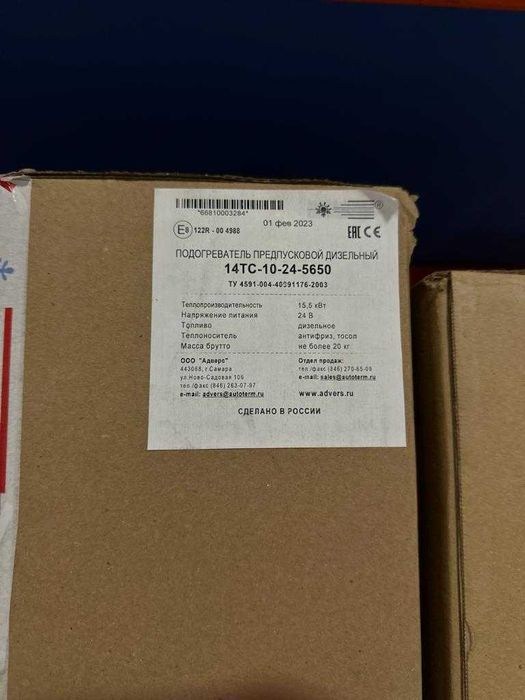 *66810003284*
01 фев 2023
E8 122R - 00 4988
EAC CE
ПОДОГРЕВАТЕЛЬ ПРЕДПУСКОВОЙ ДИЗЕЛЬНЫЙ
14ТС-10-24-5650
ТУ 4591-004-40991176-2003
Теплопроизводительность 15,5 кВт
Напряжение питания 24 В
Топливо дизельное
Теплоноситель антифриз, тосол
Масса брутто не более 20 кг
ООО "Адверс" Отдел продаж:
443068, г.Самара тел./факс (846) 270-65-09
ул.Ново-Садовая 106 e-mail: sales@autoterm.ru
тел./факс (846) 263-07-97
e-mail: advers@autoterm.ru www.advers.ru
СДЕЛАНО В РОССИИ